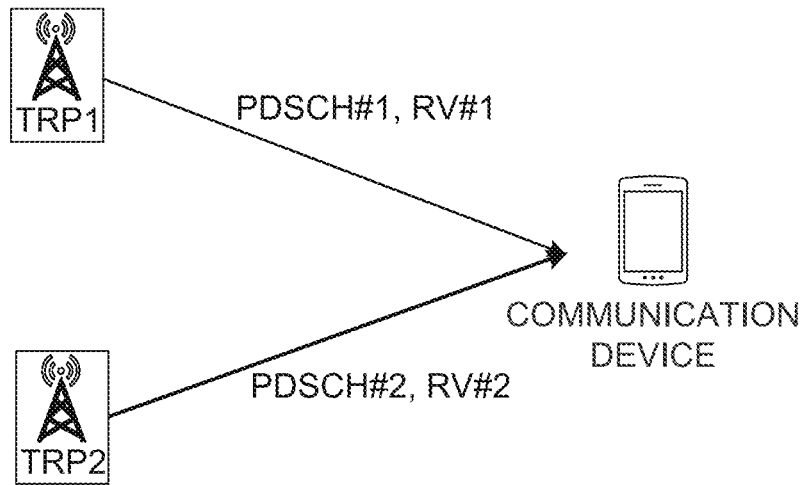 TRP1
PDSCH#1, RV#1
COMMUNICATION
DEVICE
PDSCH#2, RV#2
TRP2